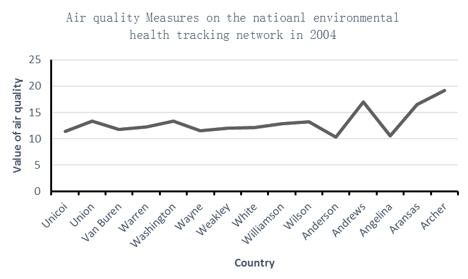 Air quality Measures on the natioanl environmental
health tracking network in 2004
25
20
15
10
5
0
Value of air quality
Unicoi
Union
Van Buren
Warren
Washington
Wayne
Weakley
White
Williamson
Wilson
Anderson
Andrews
Angelina
Aransas
Archer
Country